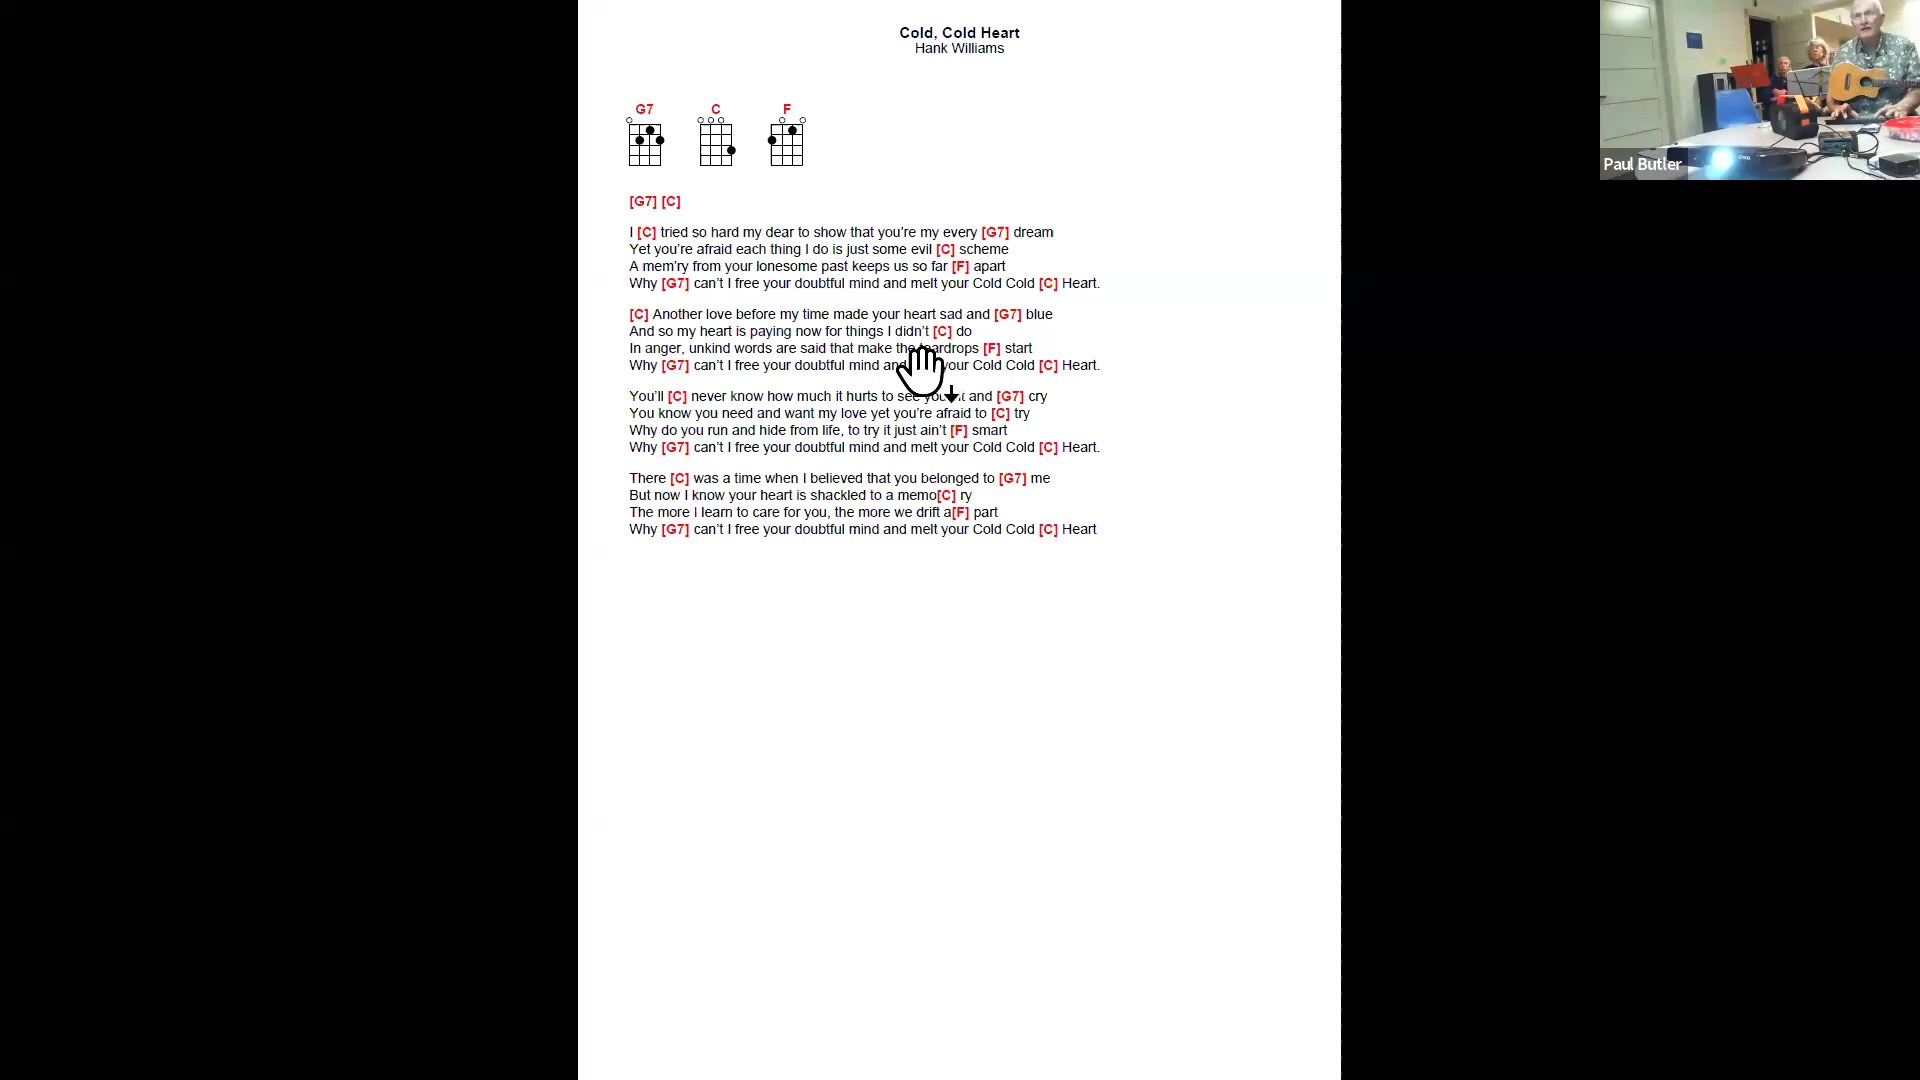 Cold, Cold Heart
Hank Williams
G7 C F
[G7] [C]
I [C] tried so hard my dear to show that you're my every [G7] dream
Yet you're afraid each thing I do is just some evil [C] scheme
A mem'ry from your lonesome past keeps us so far [F] apart
Why [G7] can't I free your doubtful mind and melt your Cold Cold [C] Heart.
[C] Another love before my time made your heart sad and [G7] blue
And so my heart is paying now for things I didn't [C] do
In anger, unkind words are said that make the teardrops [F] start
Why [G7] can't I free your doubtful mind and your Cold Cold [C] Heart.
You'll [C] never know how much it hurts to see you and [G7] cry
You know you need and want my love yet you're afraid to [C] try
Why do you run and hide from life, to try it just ain't [F] smart
Why [G7] can't I free your doubtful mind and melt your Cold Cold [C] Heart.
There [C] was a time when I believed that you belonged to [G7] me
But now I know your heart is shackled to a memo[C] ry
The more I learn to care for you, the more we drift a[F] part
Why [G7] can't I free your doubtful mind and melt your Cold Cold [C] Heart
Paul Butler